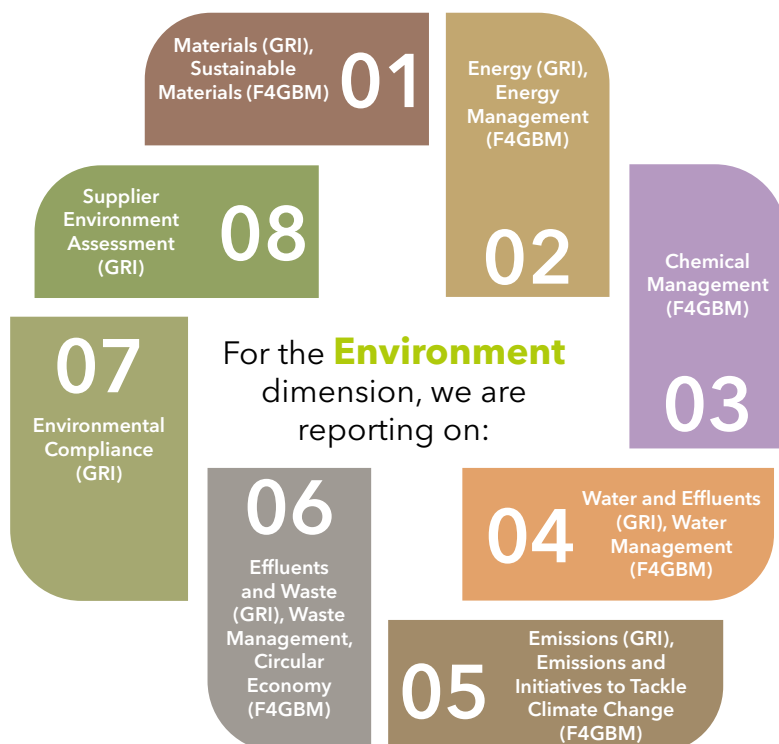 Materials (GRI),
Sustainable
Materials (F4GBM)
01
Energy (GRI),
Energy
Management
(F4GBM)
02
Chemical
Management
(F4GBM)
03
Water and Effluents
(GRI), Water
Management
(F4GBM)
04
Emissions (GRI),
Emissions and
Initiatives to Tackle
Climate Change
(F4GBM)
05
06
Effluents
and Waste
(GRI), Waste
Management,
Circular
Economy
(F4GBM)
07
Environmental
Compliance
(GRI)
Supplier
Environment
Assessment
(GRI)
08
For the Environment
dimension, we are
reporting on: